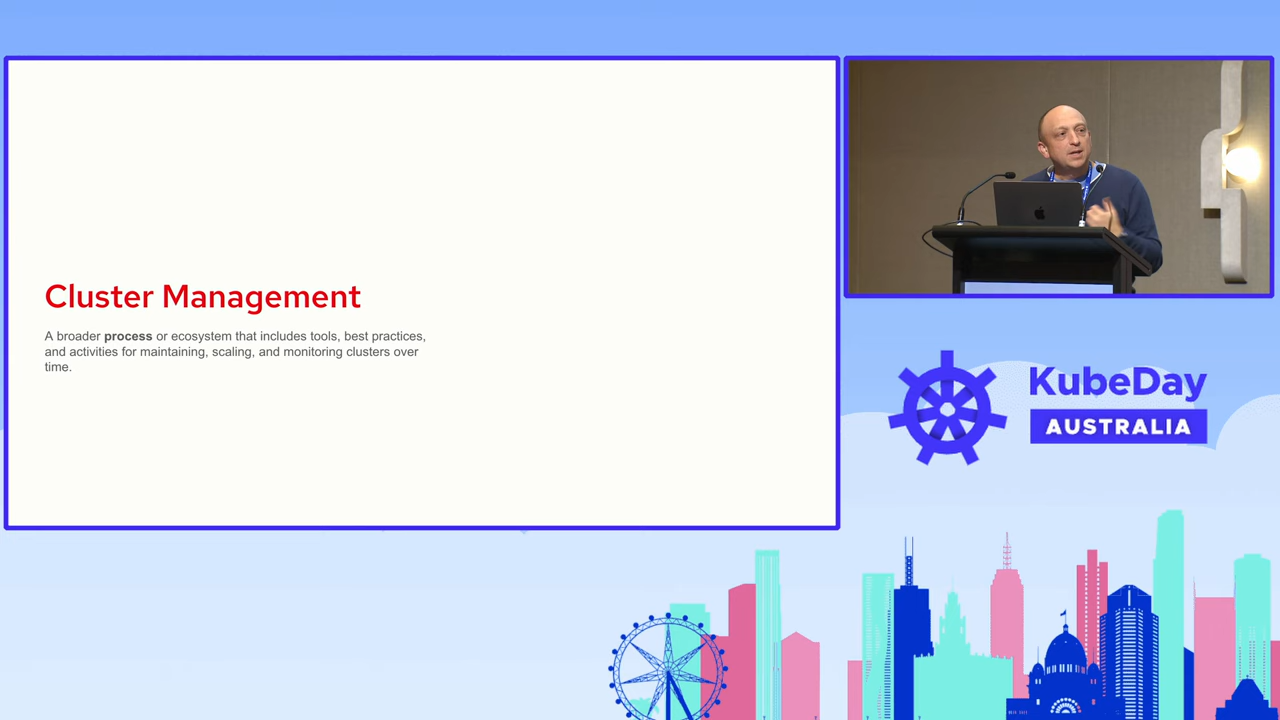 Cluster Management
A broader process or ecosystem that includes tools, best practices,
and activities for maintaining, scaling, and monitoring clusters over
time.
KubeDay
AUSTRALIA